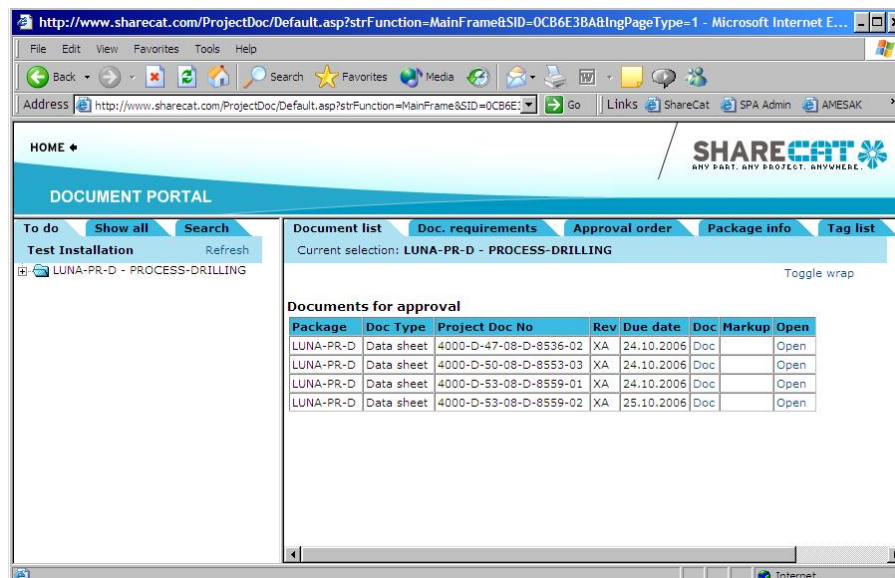 http://www.sharecat.com/ProjectDoc/Default.asp?strFunction=MainFrame&SID=0CB6E3BA&lngPageType=1 - Microsoft Internet E...
File Edit View Favorites Tools Help
Back Search Favorites Media
Address http://www.sharecat.com/ProjectDoc/Default.asp?strFunction=MainFrame&SID=0CB6E: Go Links ShareCat SPA Admin AMESAK
HOME
SHARECAT
ANY PART. ANY PROJECT. ANYWHERE.
DOCUMENT PORTAL
To do Show all Search
Test Installation Refresh
LUNA-PR-D - PROCESS-DRILLING
Document list Doc. requirements Approval order Package info Tag list
Current selection: LUNA-PR-D - PROCESS-DRILLING
Toggle wrap
Documents for approval
Package Doc Type Project Doc No Rev Due date Doc Markup Open
LUNA-PR-D Data sheet 4000-D-47-08-D-8536-02 XA 24.10.2006 Doc Open
LUNA-PR-D Data sheet 4000-D-50-08-D-8553-03 XA 24.10.2006 Doc Open
LUNA-PR-D Data sheet 4000-D-53-08-D-8559-01 XA 24.10.2006 Doc Open
LUNA-PR-D Data sheet 4000-D-53-08-D-8559-02 XA 25.10.2006 Doc Open
Internet